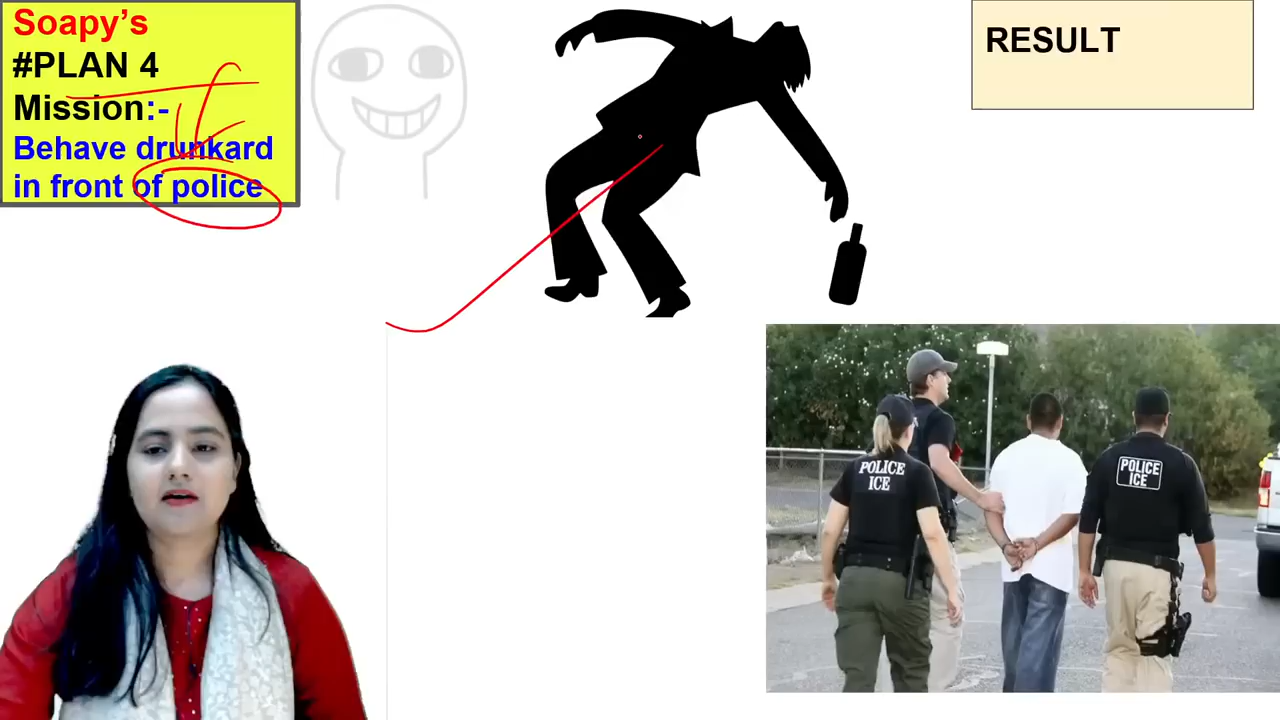 Soapy's
#PLAN 4
Mission:-
Behave drunkard
in front of police
RESULT
POLICE
ICE
POLICE
ICE